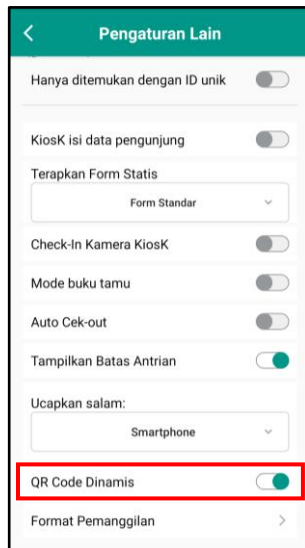 Pengaturan Lain
Hanya ditemukan dengan ID unik
KiosK isi data pengunjung
Terapkan Form Statis
Form Standar
Check-In Kamera KiosK
Mode buku tamu
Auto Cek-out
Tampilkan Batas Antrian
Ucapkan salam:
Smartphone
QR Code Dinamis
Format Pemanggilan